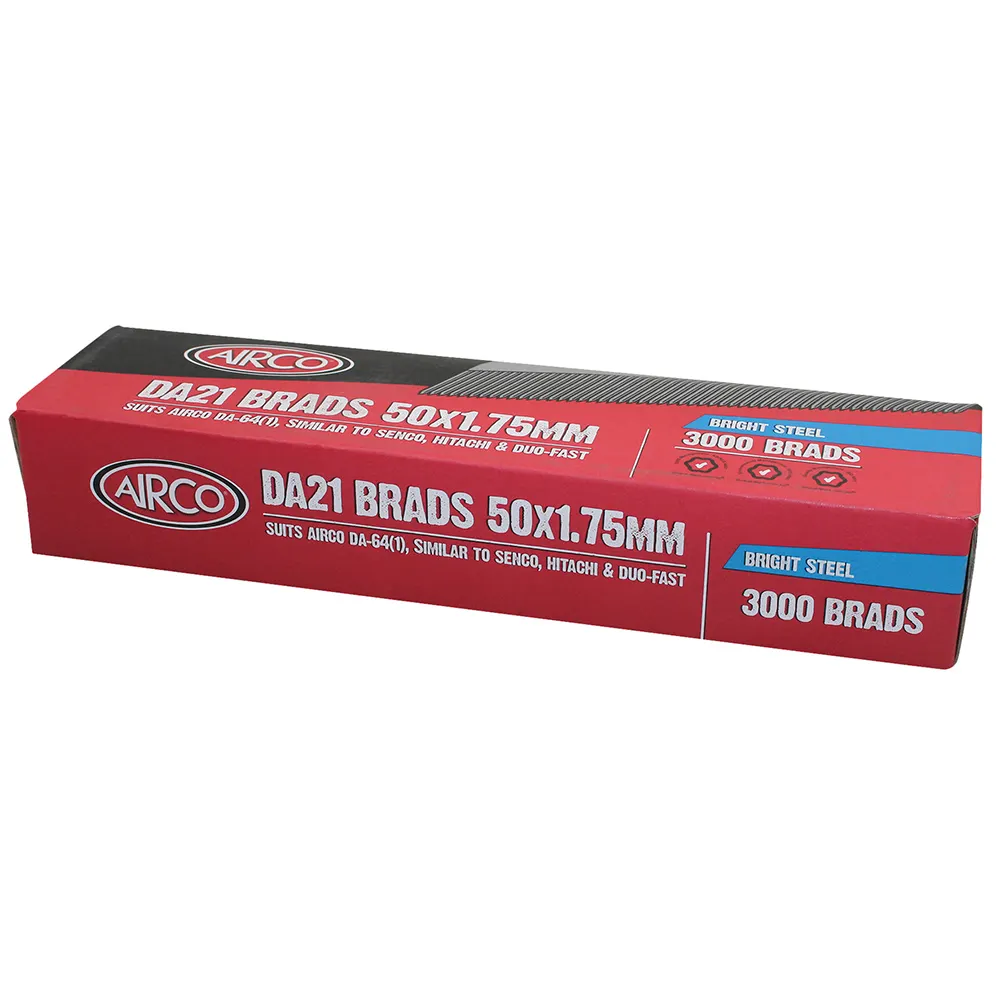 AIRCO
DA21 BRADS 50X1.75MM
SUITS AIRCO DA-64(1), SIMILAR TO SENCO, HITACHI & DUO-FAST
BRIGHT STEEL
3000 BRADS
AIRCO
DA21 BRADS 50X1.75MM
SUITS AIRCO DA-64(1), SIMILAR TO SENCO, HITACHI & DUO-FAST
BRIGHT STEEL
3000 BRADS